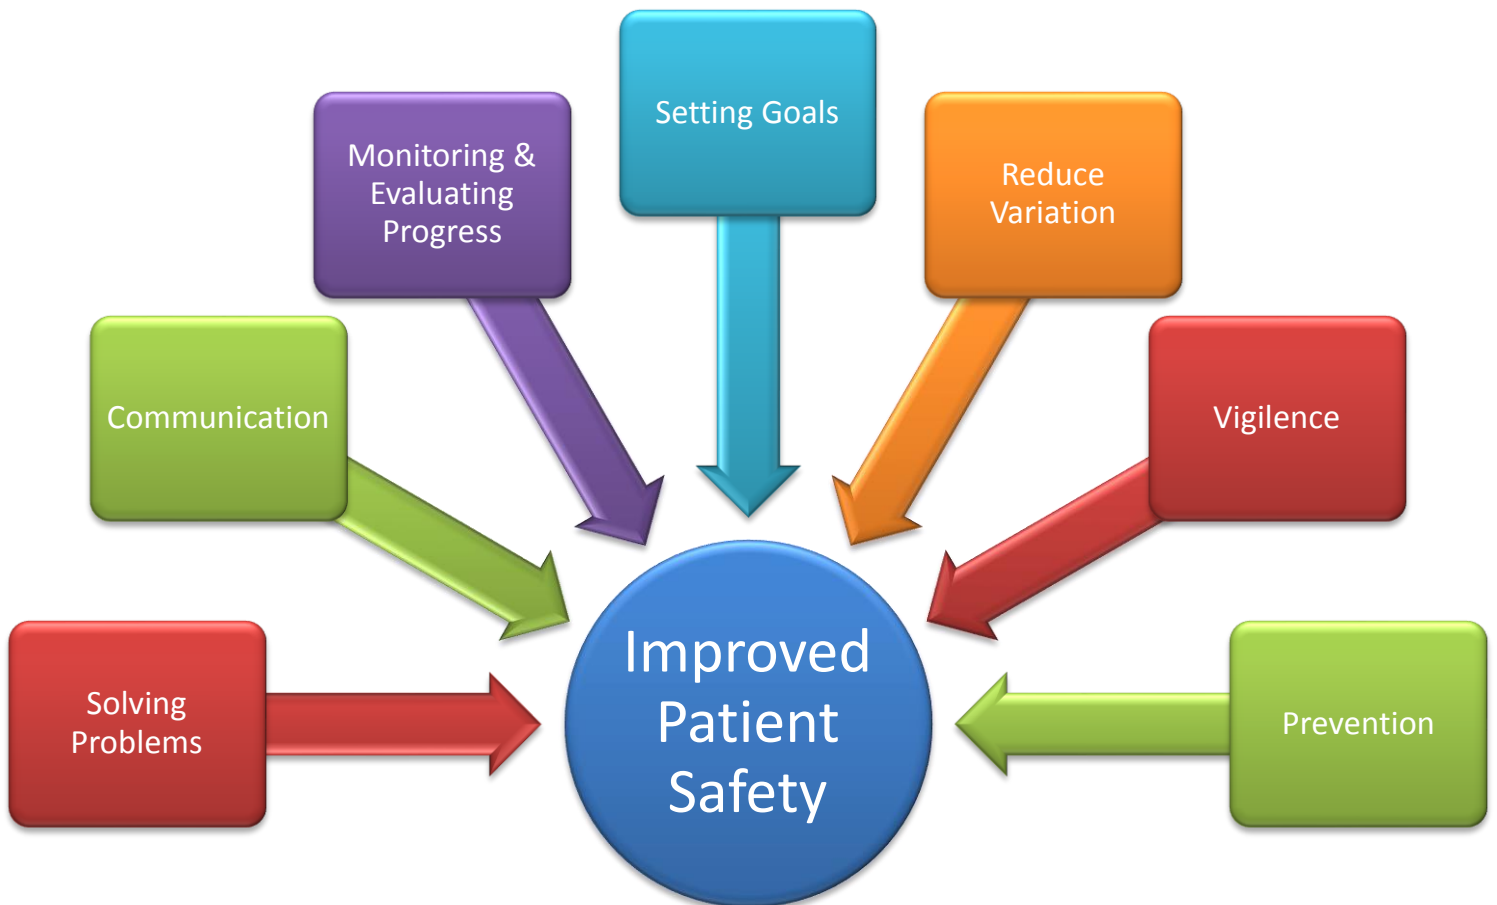 Setting Goals
Monitoring &
Evaluating
Progress
Reduce
Variation
Communication
Vigilence
Solving
Problems
Improved
Patient
Safety
Prevention